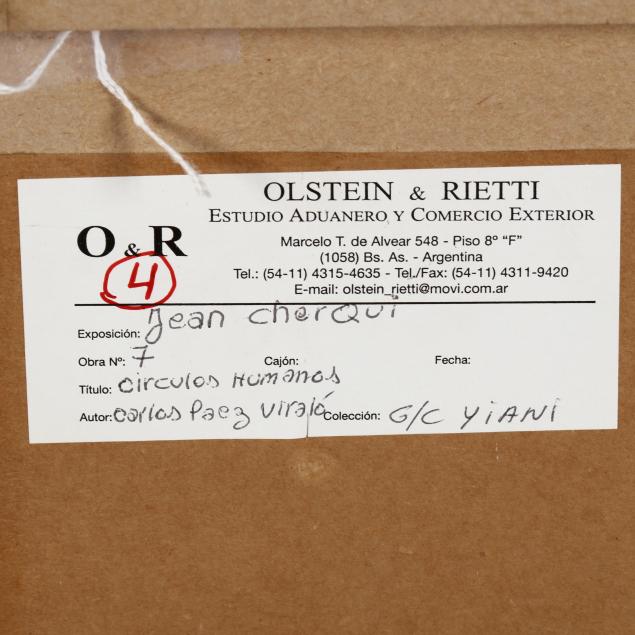 OLSTEIN & RIETTI
ESTUDIO ADUANERO Y COMERCIO EXTERIOR
O & R
Marcelo T. de Alvear 548 - Piso 8º “F”
(1058) Bs. As. - Argentina
Tel.: (54-11) 4315-4635 - Tel./Fax: (54-11) 4311-9420
E-mail: olstein_rietti@movi.com.ar
4
Exposición: Jean cherqui
Obra Nº: 7 Cajón: Fecha:
Título: circulos Humanos
Autor: carlos Paez Viraló Colección: G/C YiANi